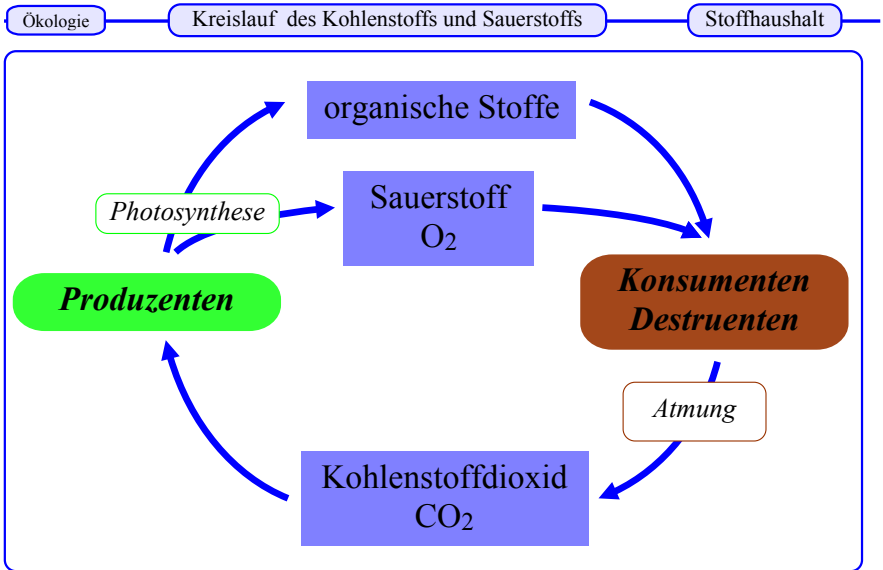 Ökologie
Kreislauf des Kohlenstoffs und Sauerstoffs
Stoffhaushalt
organische Stoffe
Photosynthese
Sauerstoff
O2
Produzenten
Konsumenten
Destruenten
Atmung
Kohlenstoffdioxid
CO2